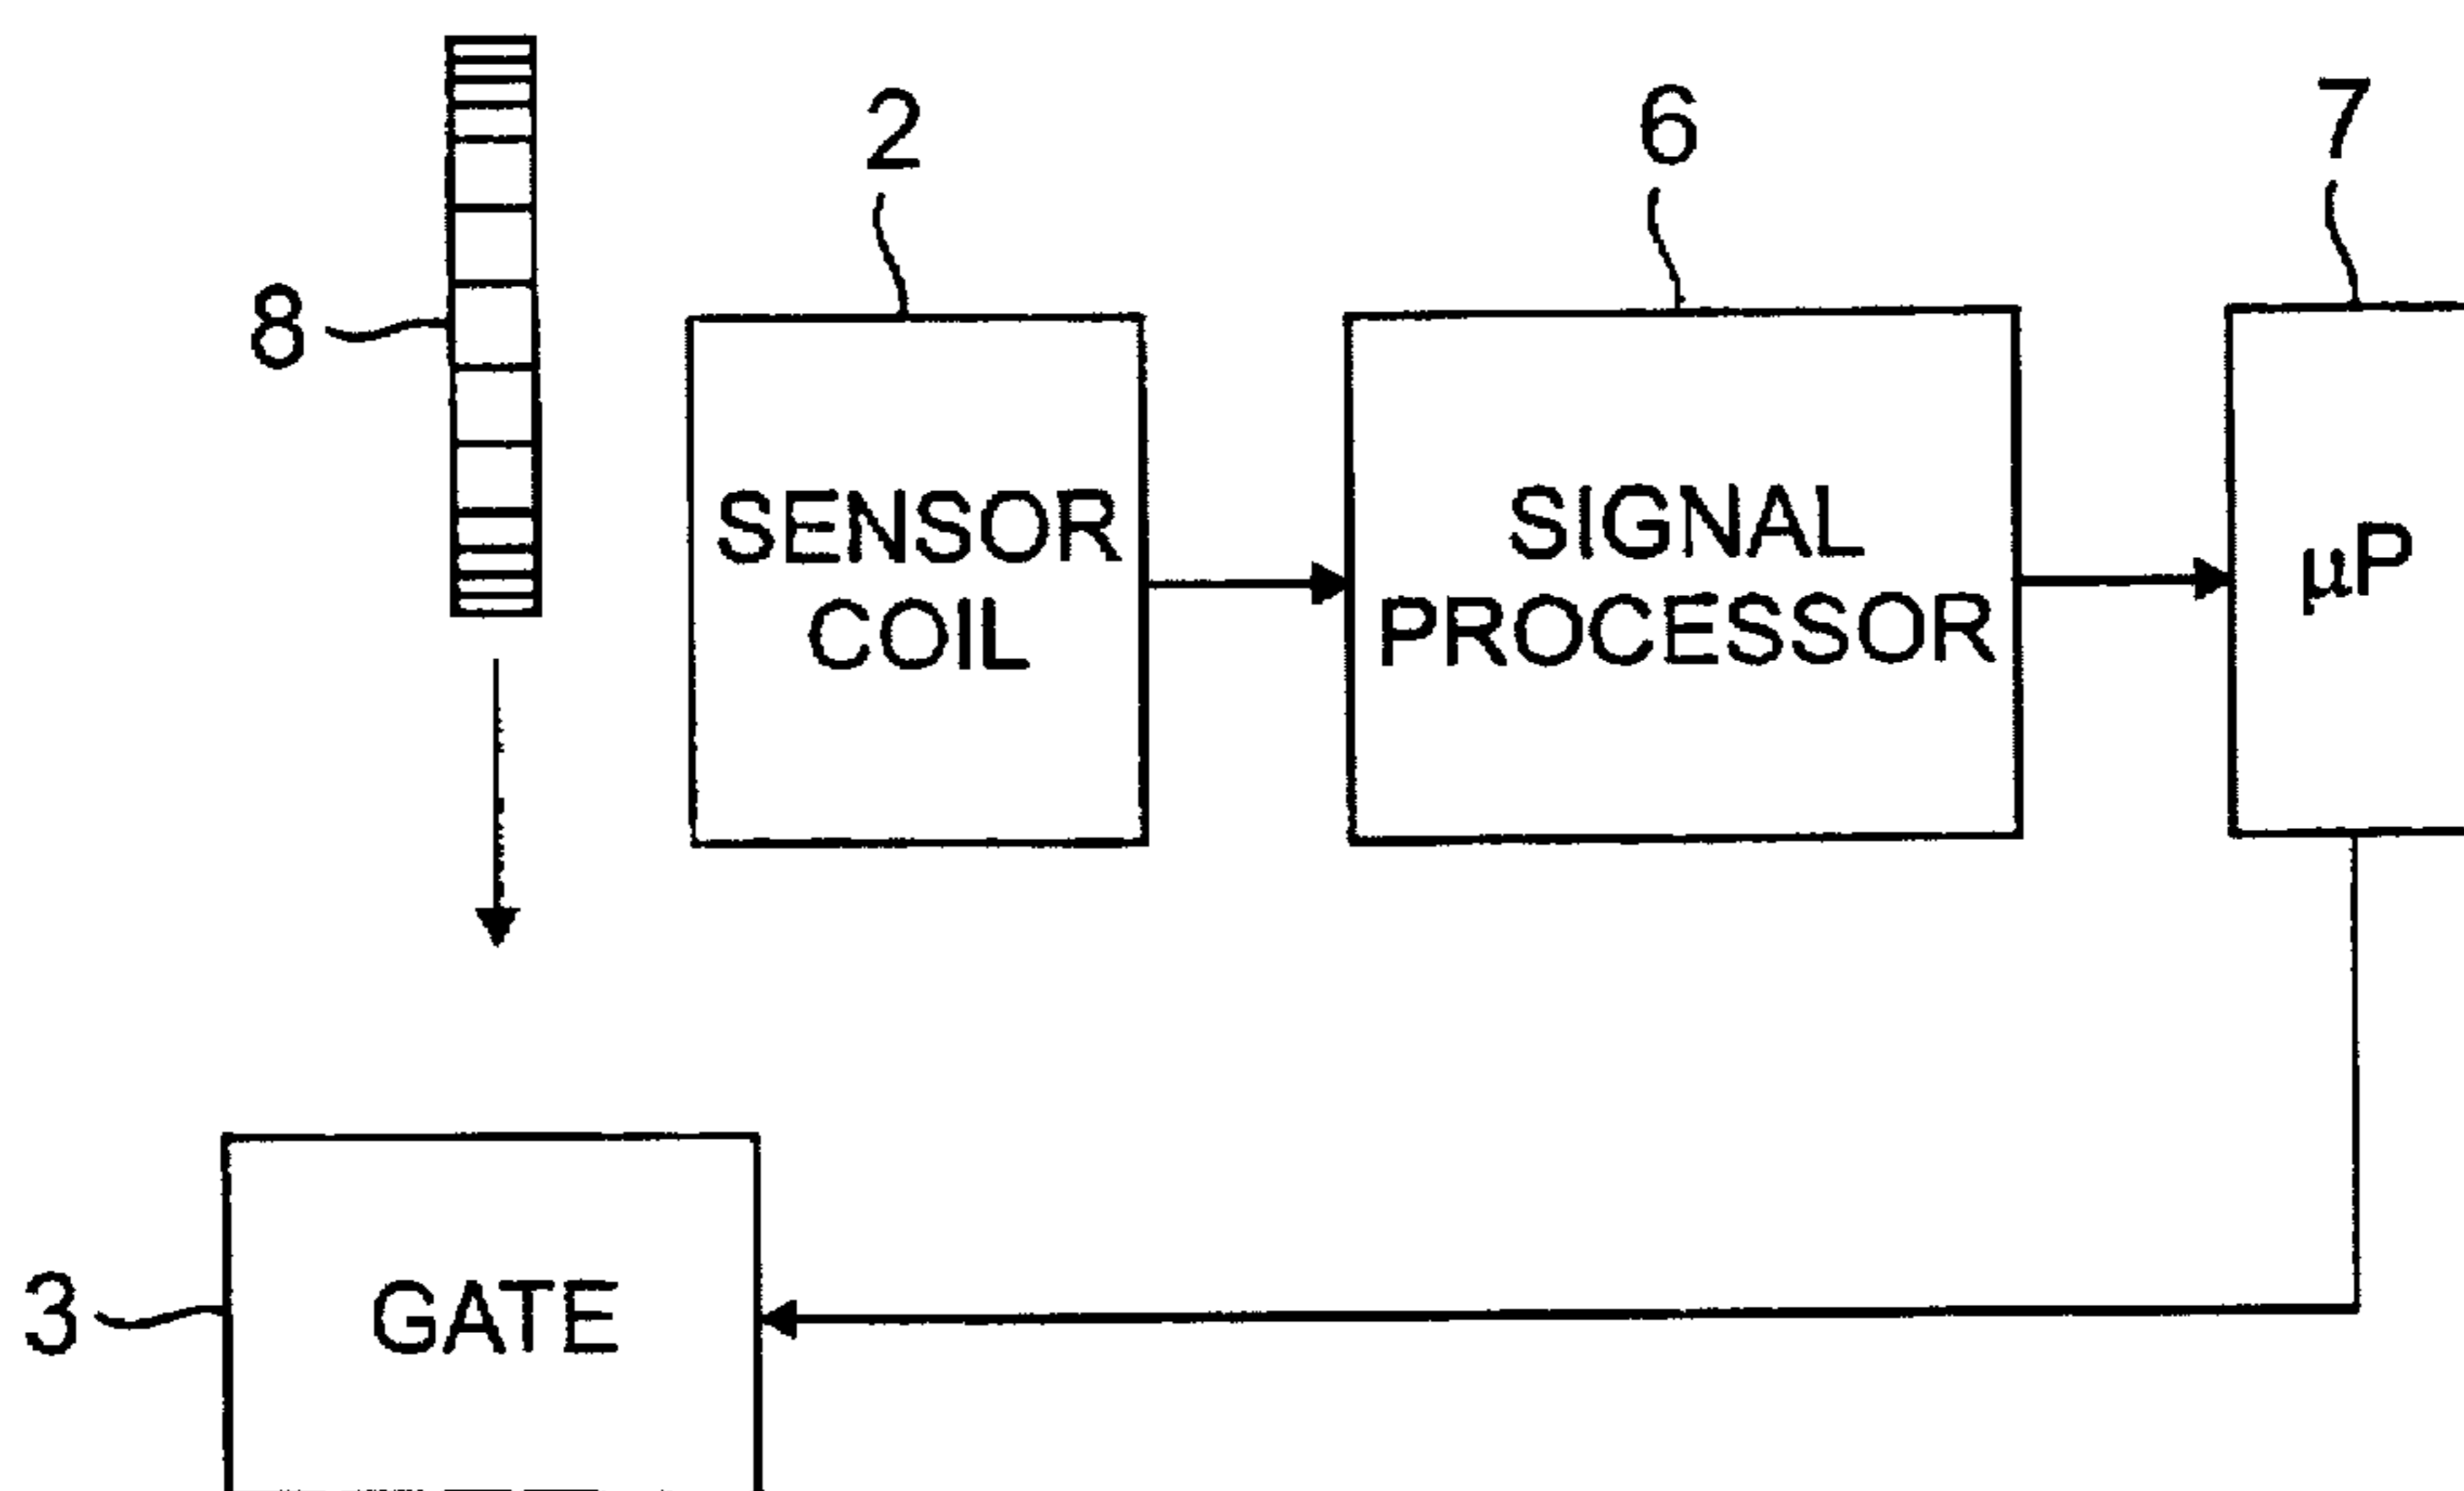 2
6
7
8
SENSOR
COIL
SIGNAL
PROCESSOR
µP
3
GATE